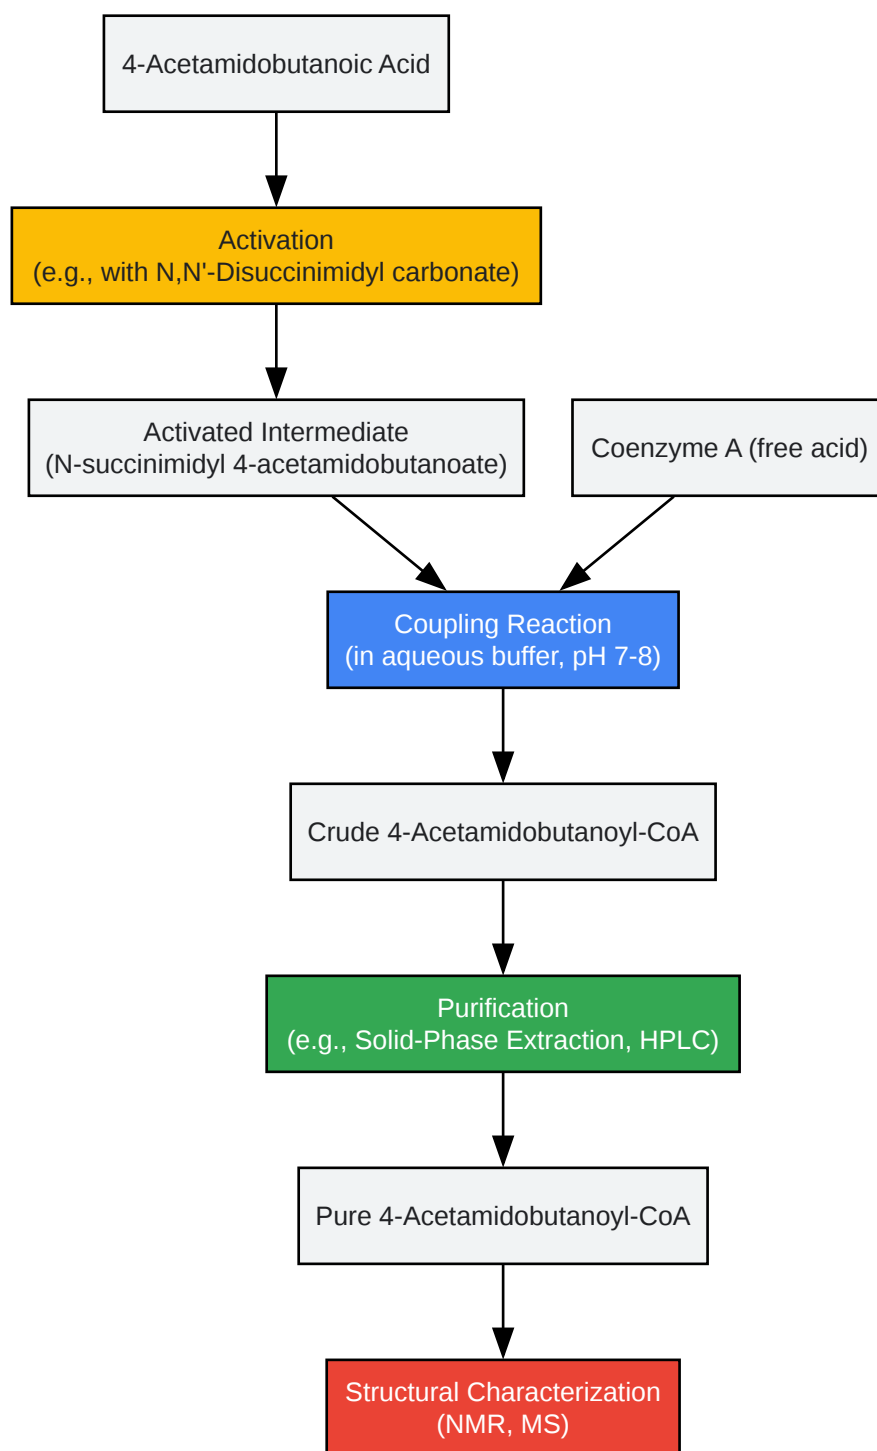 4-Acetamidobutanoic Acid
Activation
(e.g., with N,N'-Disuccinimidyl carbonate)
Activated Intermediate
(N-succinimidyl 4-acetamidobutanoate)
Coenzyme A (free acid)
Coupling Reaction
(in aqueous buffer, pH 7-8)
Crude 4-Acetamidobutanoyl-CoA
Purification
(e.g., Solid-Phase Extraction, HPLC)
Pure 4-Acetamidobutanoyl-CoA
Structural Characterization
(NMR, MS)